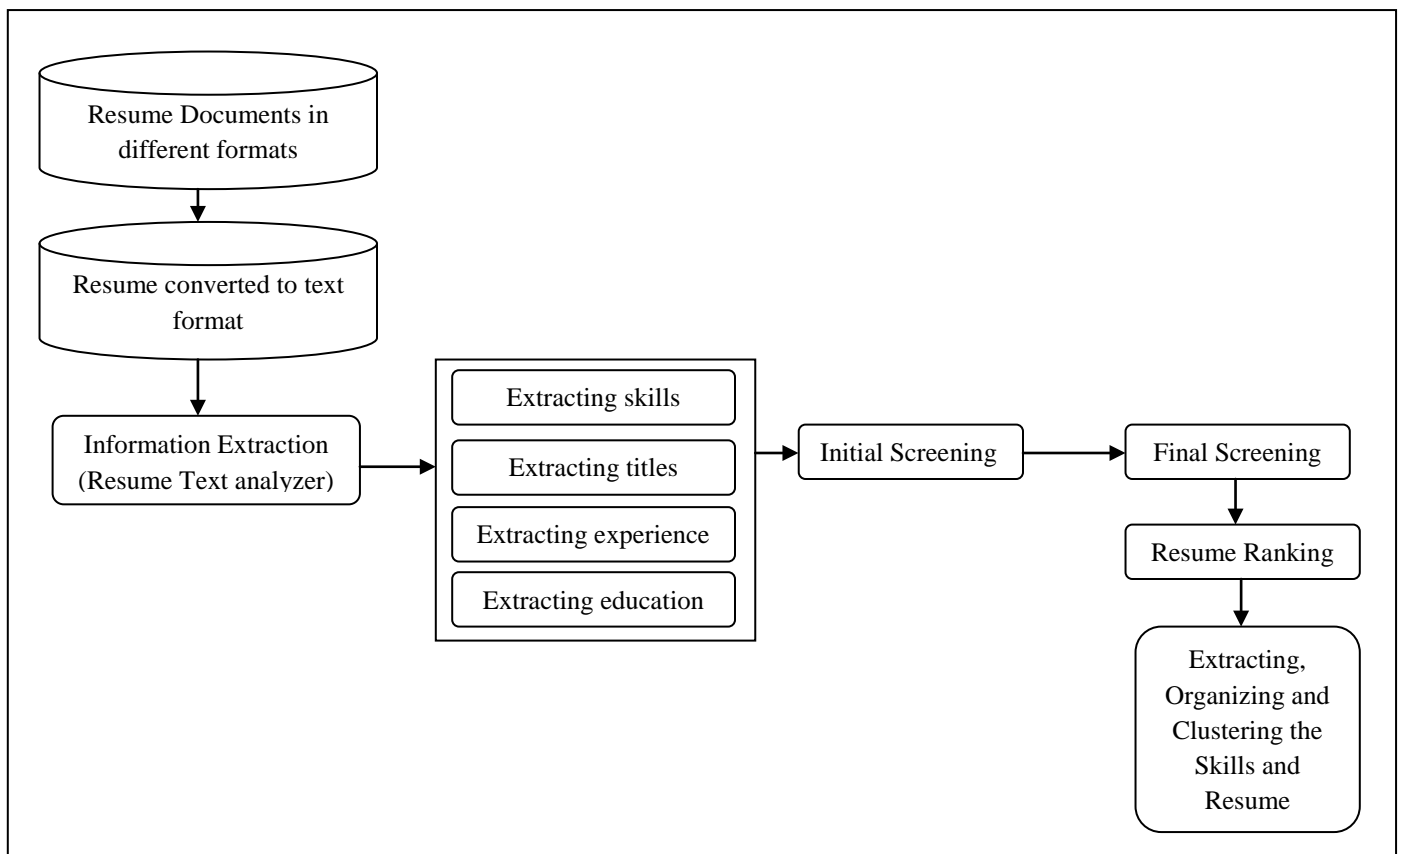 Resume Documents in
different formats
Resume converted to text
format
Information Extraction
(Resume Text analyzer)
Extracting skills
Extracting titles
Extracting experience
Extracting education
Initial Screening
Final Screening
Resume Ranking
Extracting,
Organizing and
Clustering the
Skills and
Resume